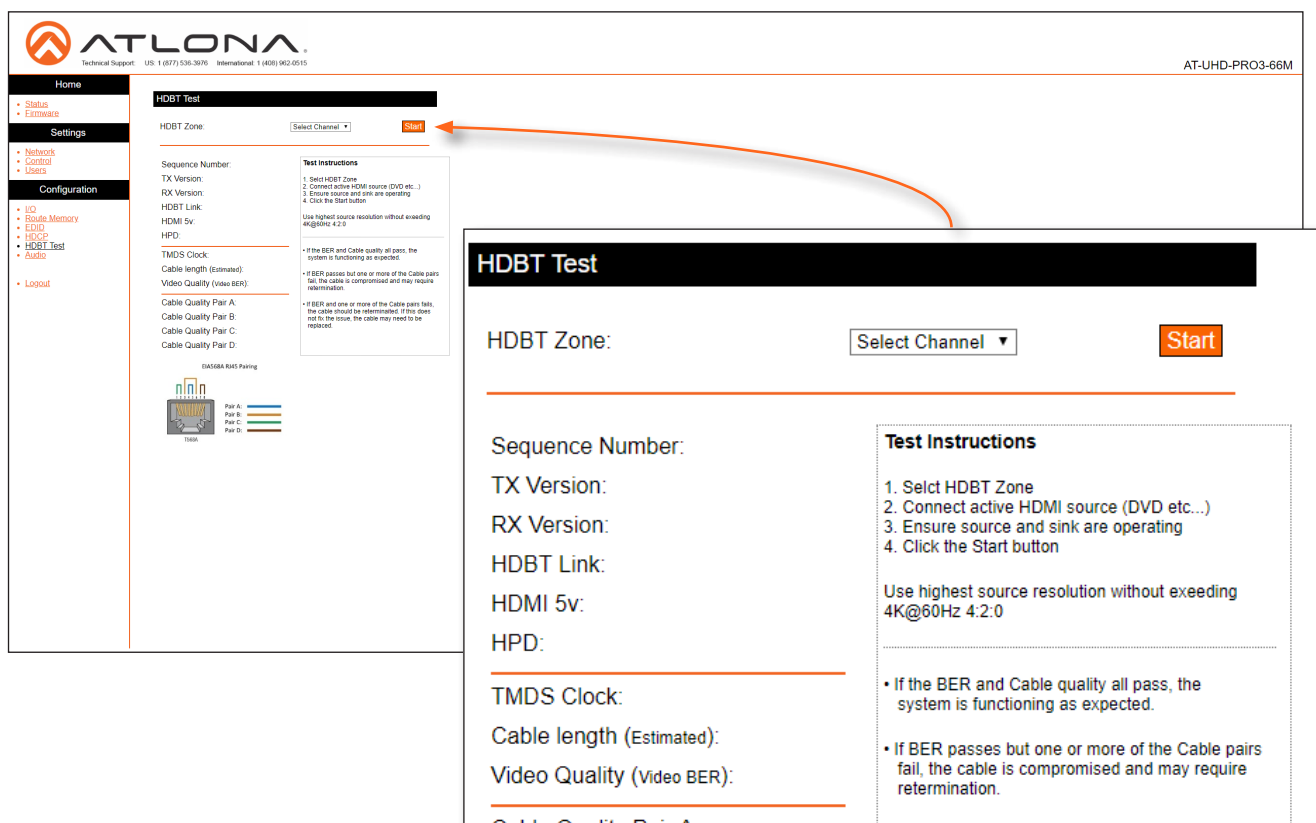 ATLONA.
Technical Support: US: 1 (877) 536-3976 International: 1 (408) 962-0515
AT-UHD-PRO3-66M
Home
Status
Firmware
Settings
Network
Control
Users
Configuration
I/O
Route Memory
EDID
HDCP
HDBT Test
Audio
Logout
HDBT Test
HDBT Zone:
Select Channel
Start
Sequence Number:
TX Version:
RX Version:
HDBT Link:
HDMI 5v:
HPD:
TMDS Clock:
Cable length (Estimated):
Video Quality (Video BER):
Cable Quality Pair A:
Cable Quality Pair B:
Cable Quality Pair C:
Cable Quality Pair D:
Test Instructions
1. Selct HDBT Zone
2. Connect active HDMI source (DVD etc...)
3. Ensure source and sink are operating
4. Click the Start button
Use highest source resolution without exeeding
4K@60Hz 4:2:0
• If the BER and Cable quality all pass, the
system is functioning as expected.
• If BER passes but one or more of the Cable pairs
fail, the cable is compromised and may require
retermination.
• If BER and one or more of the Cable pairs fails,
the cable should be reterminaited. If this does
not fix the issue, the cable may need to be
replaced.
EIA568A RJ45 Pairing
Pair A:
Pair B:
Pair C:
Pair D:
T568A
HDBT Test
HDBT Zone:
Select Channel
Start
Sequence Number:
TX Version:
RX Version:
HDBT Link:
HDMI 5v:
HPD:
TMDS Clock:
Cable length (Estimated):
Video Quality (Video BER):
Cable Quality Pair A:
Test Instructions
1. Selct HDBT Zone
2. Connect active HDMI source (DVD etc...)
3. Ensure source and sink are operating
4. Click the Start button
Use highest source resolution without exeeding
4K@60Hz 4:2:0
• If the BER and Cable quality all pass, the
system is functioning as expected.
• If BER passes but one or more of the Cable pairs
fail, the cable is compromised and may require
retermination.